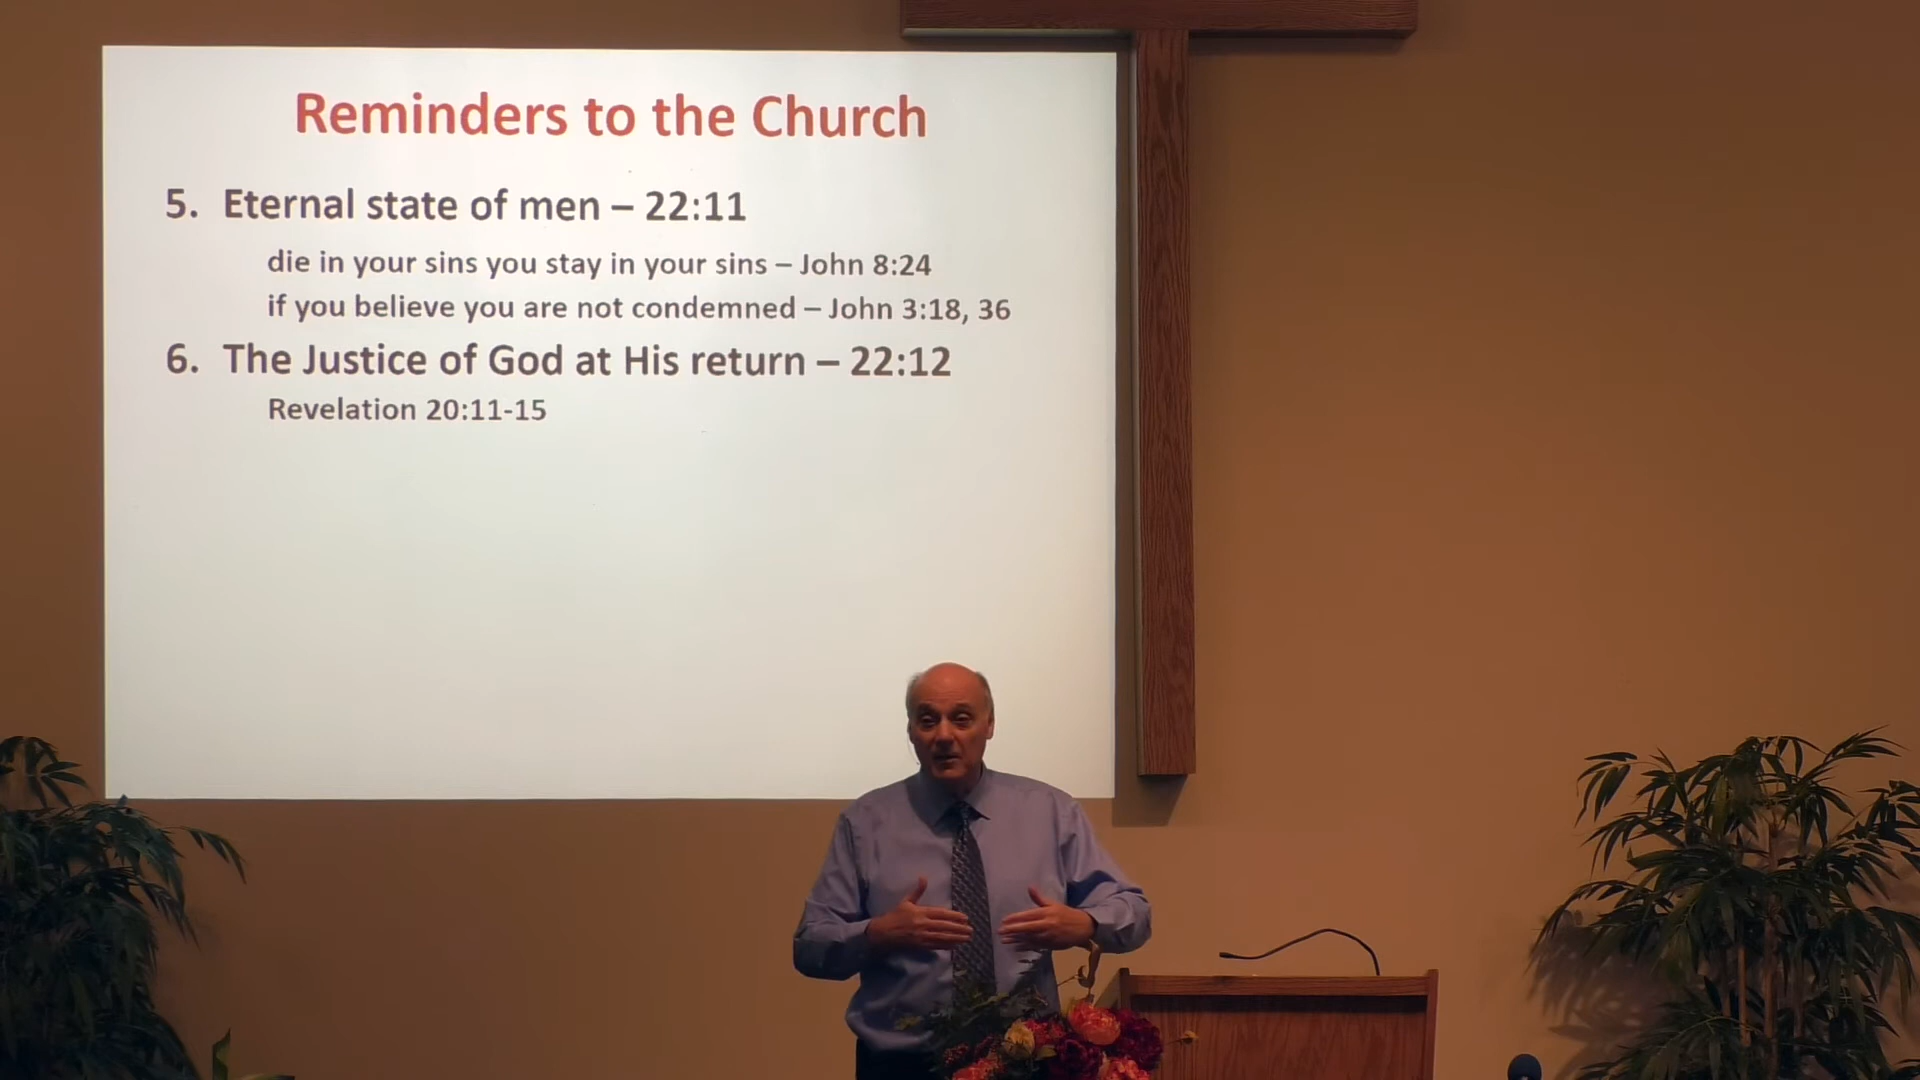 Reminders to the Church
5. Eternal state of men – 22:11
die in your sins you stay in your sins – John 8:24
if you believe you are not condemned – John 3:18, 36
6. The Justice of God at His return – 22:12
Revelation 20:11-15